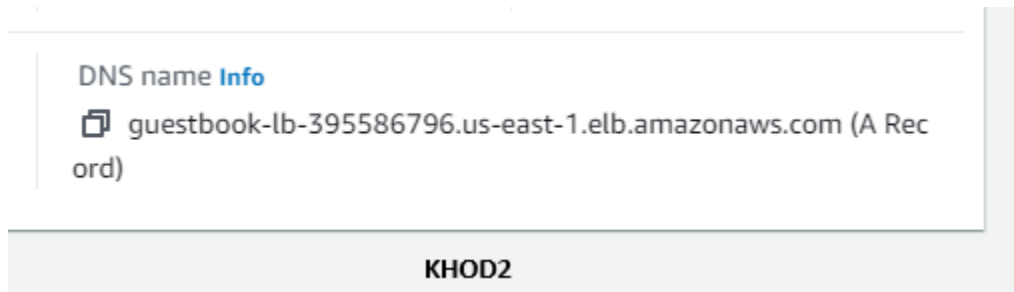 DNS name Info
guestbook-lb-395586796.us-east-1.elb.amazonaws.com (A Rec
ord)
KHOD2